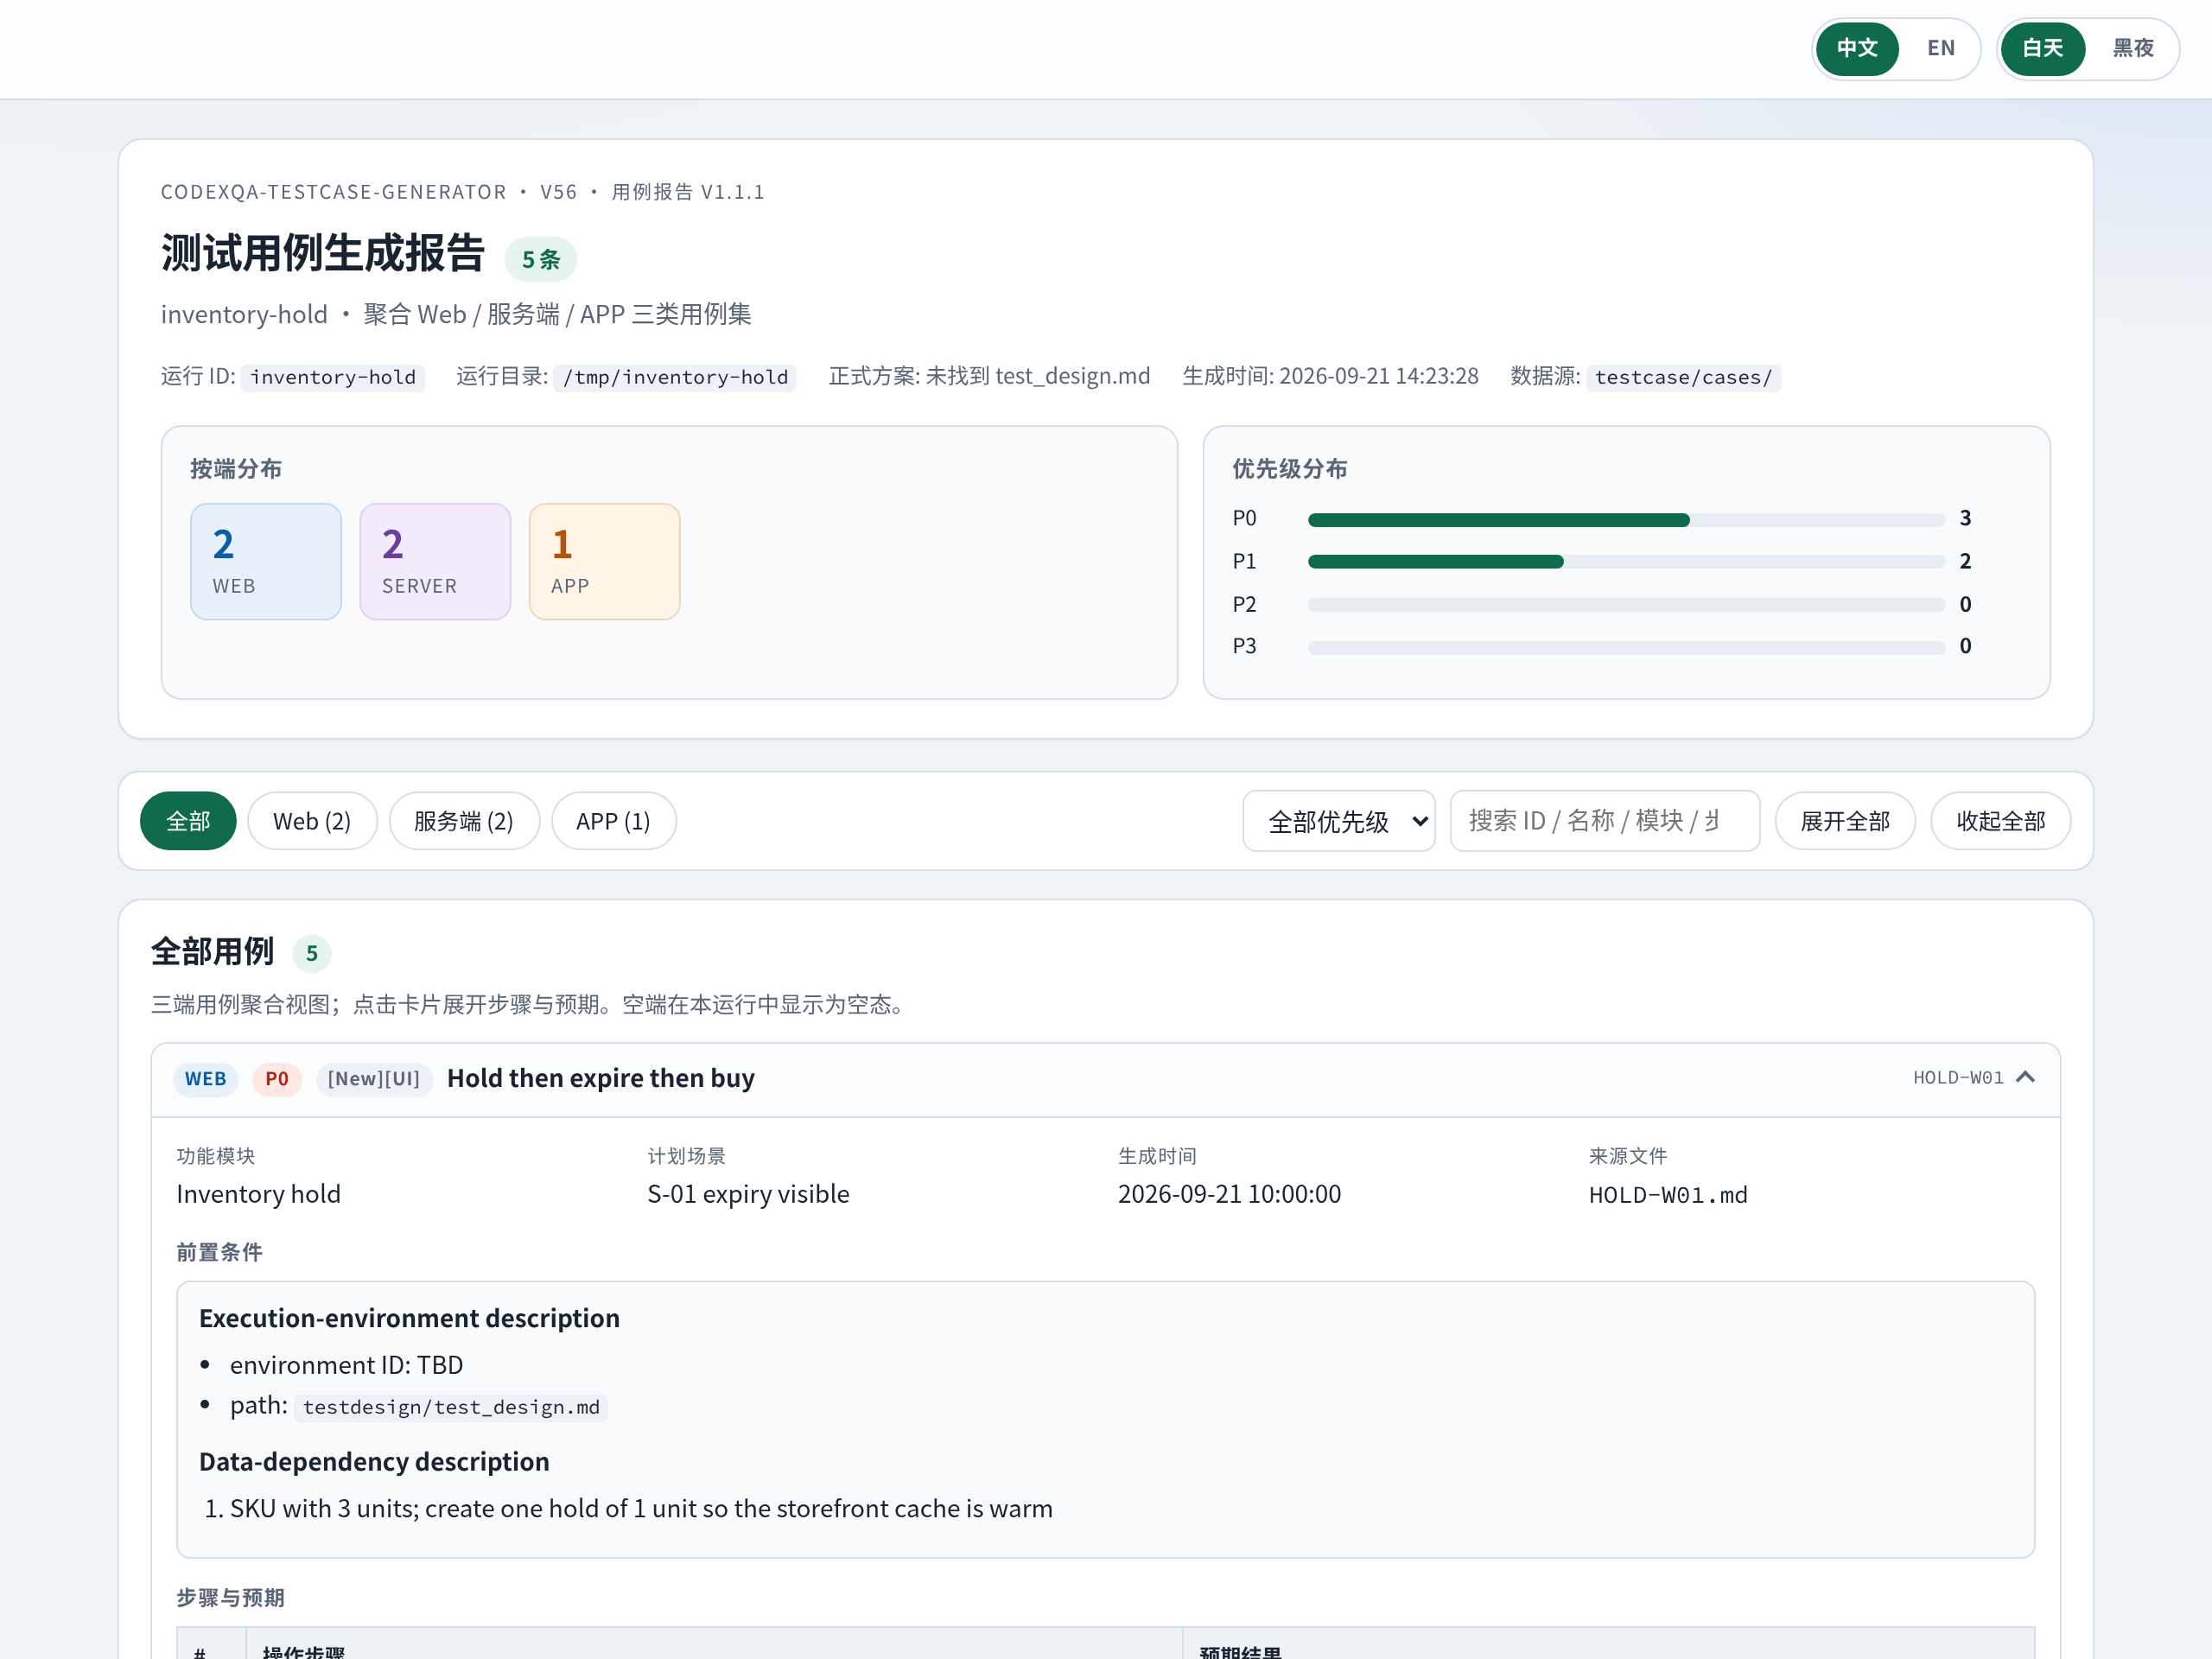 中文 EN 白天 黑夜
CODEXQA-TESTCASE-GENERATOR • V56 • 用例报告 V1.1.1
测试用例生成报告 5 条
inventory-hold • 聚合 Web / 服务端 / APP 三类用例集
运行 ID: inventory-hold 运行目录: /tmp/inventory-hold 正式方案: 未找到 test_design.md 生成时间: 2026-09-21 14:23:28 数据源: testcase/cases/
按端分布
2 WEB
2 SERVER
1 APP
优先级分布
P0 3
P1 2
P2 0
P3 0
全部 Web (2) 服务端 (2) APP (1) 全部优先级 搜索 ID / 名称 / 模块 / 展开全部 收起全部
全部用例 5
三端用例聚合视图；点击卡片展开步骤与预期。空端在本运行中显示为空态。
WEB P0 [New][UI] Hold then expire then buy HOLD-W01
功能模块 计划场景 生成时间 来源文件
Inventory hold S-01 expiry visible 2026-09-21 10:00:00 HOLD-W01.md
前置条件
Execution-environment description
• environment ID: TBD
• path: testdesign/test_design.md
Data-dependency description
1. SKU with 3 units; create one hold of 1 unit so the storefront cache is warm
步骤与预期
# 操作步骤 预期结果